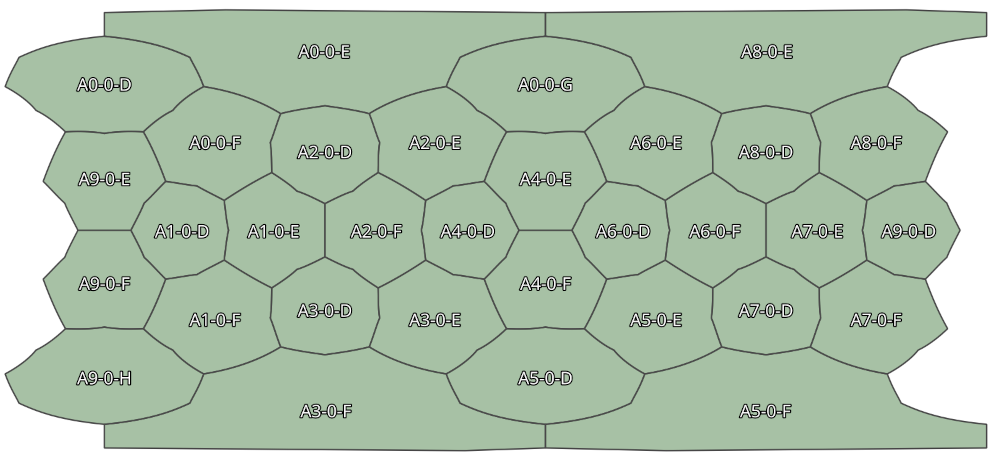 A0-0-E
A8-0-E
A0-0-D
A0-0-G
A0-0-F
A2-0-D
A2-0-E
A6-0-E
A8-0-D
A8-0-F
A9-0-E
A4-0-E
A1-0-D
A1-0-E
A2-0-F
A4-0-D
A6-0-D
A6-0-F
A7-0-E
A9-0-D
A9-0-F
A4-0-F
A1-0-F
A3-0-D
A3-0-E
A5-0-E
A7-0-D
A7-0-F
A9-0-H
A5-0-D
A3-0-F
A5-0-F